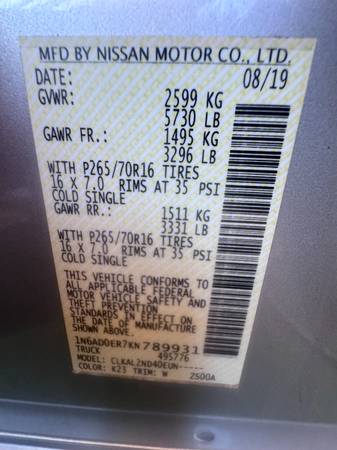 MFD BY NISSAN MOTOR CO., LTD.
DATE: 08/19
GVWR: 2599 KG
5730 LB
GAWR FR.: 1495 KG
3296 LB
WITH P265/70R16 TIRES
16 X 7.0 RIMS AT 35 PSI
COLD SINGLE
GAWR RR.: 1511 KG
3331 LB
WITH P265/70R16 TIRES
16 X 7.0 RIMS AT 35 PSI
COLD SINGLE
THIS VEHICLE CONFORMS TO
ALL APPLICABLE FEDERAL
MOTOR VEHICLE SAFETY AND
THEFT PREVENTION
STANDARDS IN EFFECT ON
THE DATE OF MANUFACTURE
SHOWN ABOVE.
1N6AD0ER7KN789931
TRUCK 495776
MODEL: CLKALZND40EUN-----
COLOR: K23 TRIM: W 2500A